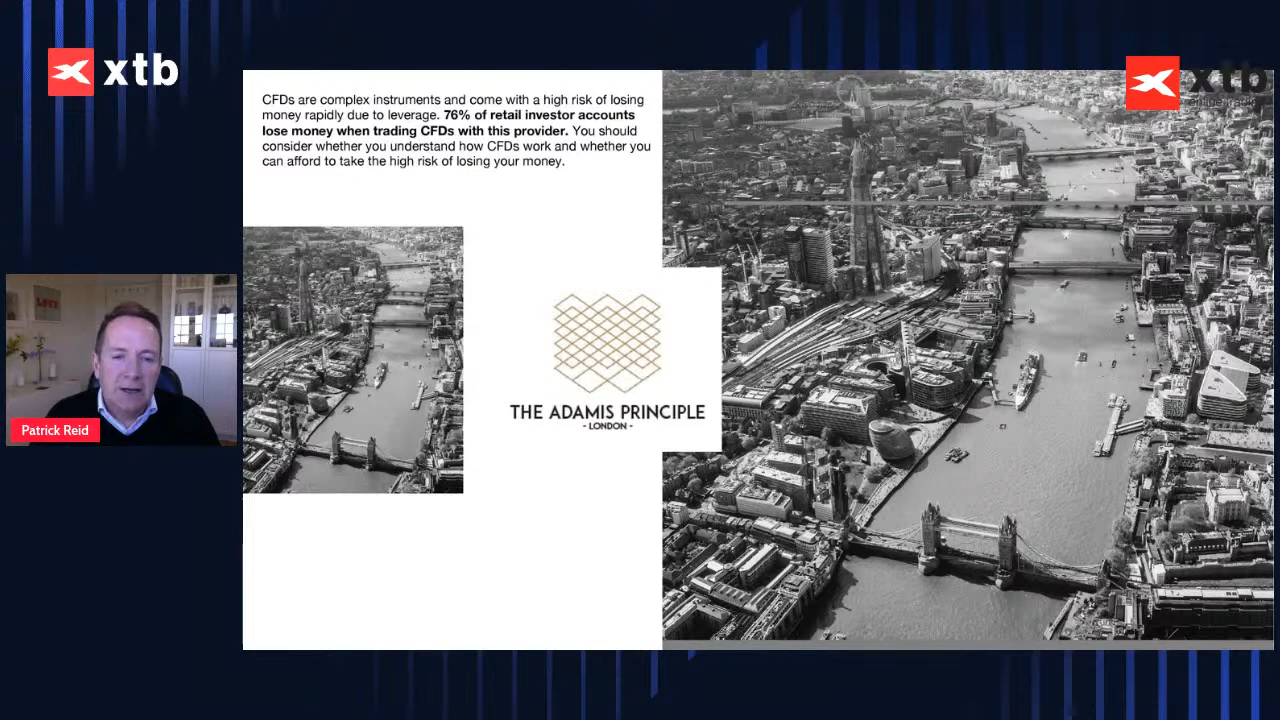 xtb
xtb
online trading
CFDs are complex instruments and come with a high risk of losing
money rapidly due to leverage. 76% of retail investor accounts
lose money when trading CFDs with this provider. You should
consider whether you understand how CFDs work and whether you
can afford to take the high risk of losing your money.
THE ADAMIS PRINCIPLE
- LONDON -
Patrick Reid